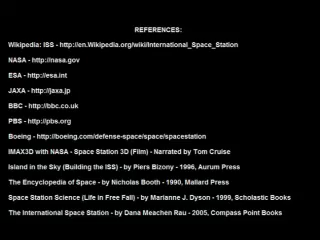 REFERENCES:
Wikipedia: ISS - http://en.Wikipedia.org/wiki/International_Space_Station
NASA - http://nasa.gov
ESA - http://esa.int
JAXA - http://jaxa.jp
BBC - http://bbc.co.uk
PBS - http://pbs.org
Boeing - http://boeing.com/defense-space/space/spacestation
IMAX3D with NASA - Space Station 3D (Film) - Narrated by Tom Cruise
Island in the Sky (Building the ISS) - by Piers Bizony - 1996, Aurum Press
The Encyclopedia of Space - by Nicholas Booth - 1990, Mallard Press
Space Station Science (Life in Free Fall) - by Marianne J. Dyson - 1999, Scholastic Books
The International Space Station - by Dana Meachen Rau - 2005, Compass Point Books